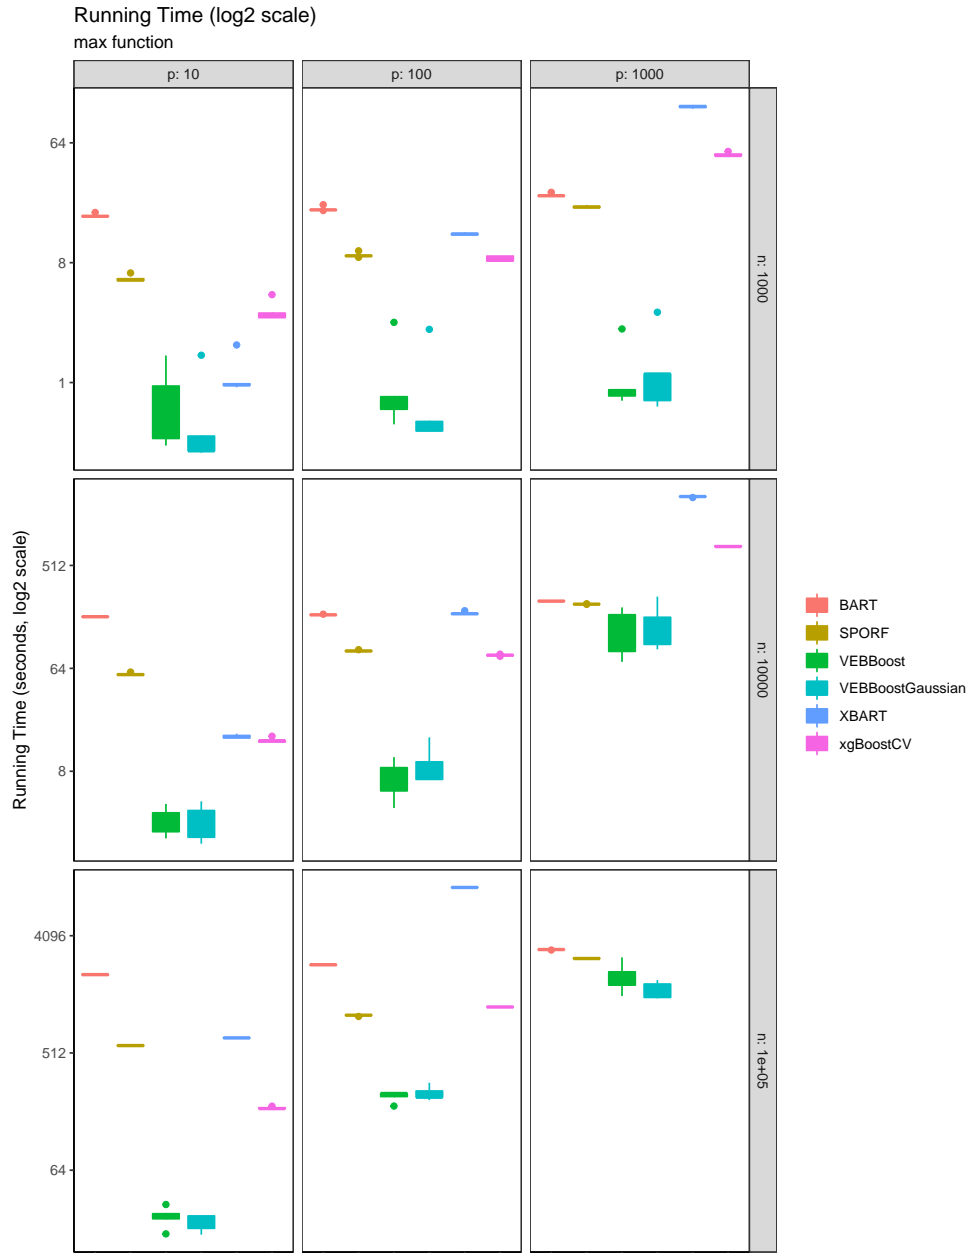 Running Time (log2 scale)
max function
p: 10
p: 100
p: 1000
64
8
1
n: 1000
512
64
8
n: 10000
4096
512
64
n: 1e+05
Running Time (seconds, log2 scale)
BART
SPORF
VEBBoost
VEBBoostGaussian
XBART
xgBoostCV